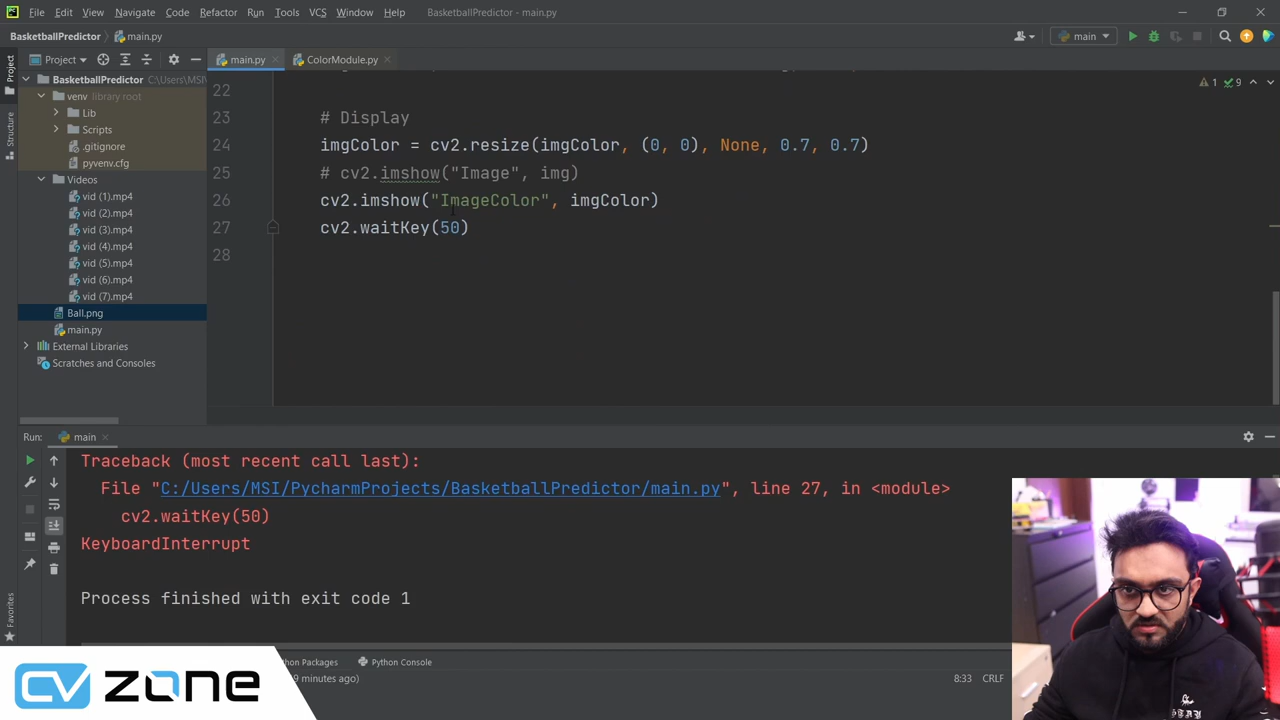 File Edit View Navigate Code Refactor Run Tools VCS Window Help BasketballPredictor - main.py
BasketballPredictor main.py main
Project main.py ColorModule.py
Project
Structure
Favorites
BasketballPredictor C:\Users\MSI\
venv library root
Lib
Scripts
.gitignore
pyvenv.cfg
Videos
vid (1).mp4
vid (2).mp4
vid (3).mp4
vid (4).mp4
vid (5).mp4
vid (6).mp4
vid (7).mp4
Ball.png
main.py
External Libraries
Scratches and Consoles
1 9
22
23 # Display
24 imgColor = cv2.resize(imgColor, (0, 0), None, 0.7, 0.7)
25 # cv2.imshow("Image", img)
26 cv2.imshow("ImageColor", imgColor)
27 cv2.waitKey(50)
28
Run: main
Traceback (most recent call last):
File "C:/Users/MSI/PycharmProjects/BasketballPredictor/main.py", line 27, in <module>
cv2.waitKey(50)
KeyboardInterrupt
Process finished with exit code 1
Python Console
Packages
9 minutes ago)
8:33 CRLF
CV ZONE